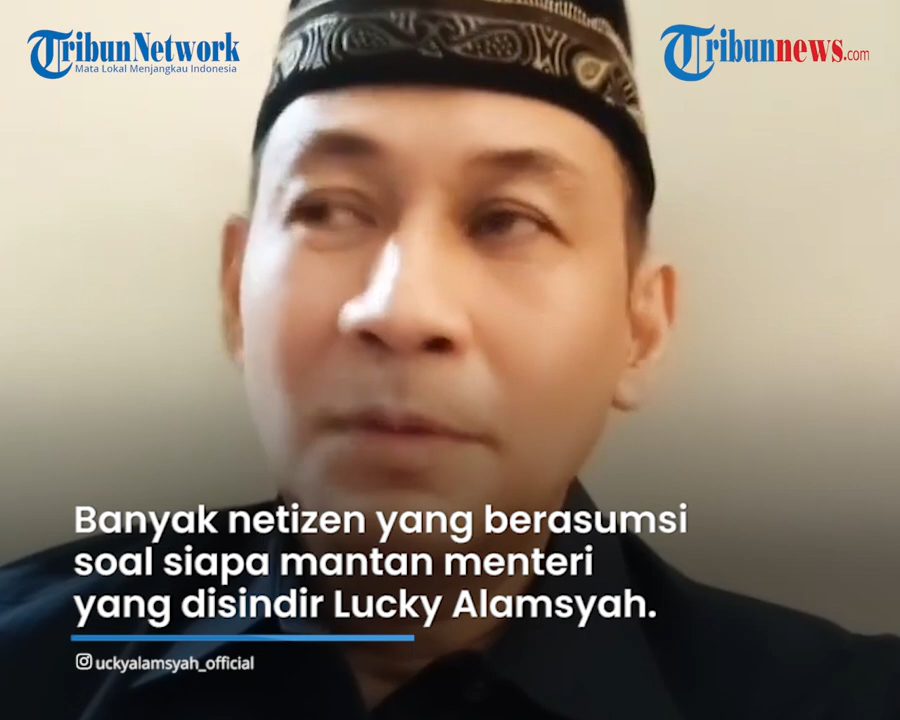 TribunNetwork
Mata Lokal Menjangkau Indonesia
Tribunnews.com
Banyak netizen yang berasumsi
soal siapa mantan menteri
yang disindir Lucky Alamsyah.
uckyalamsyah_official